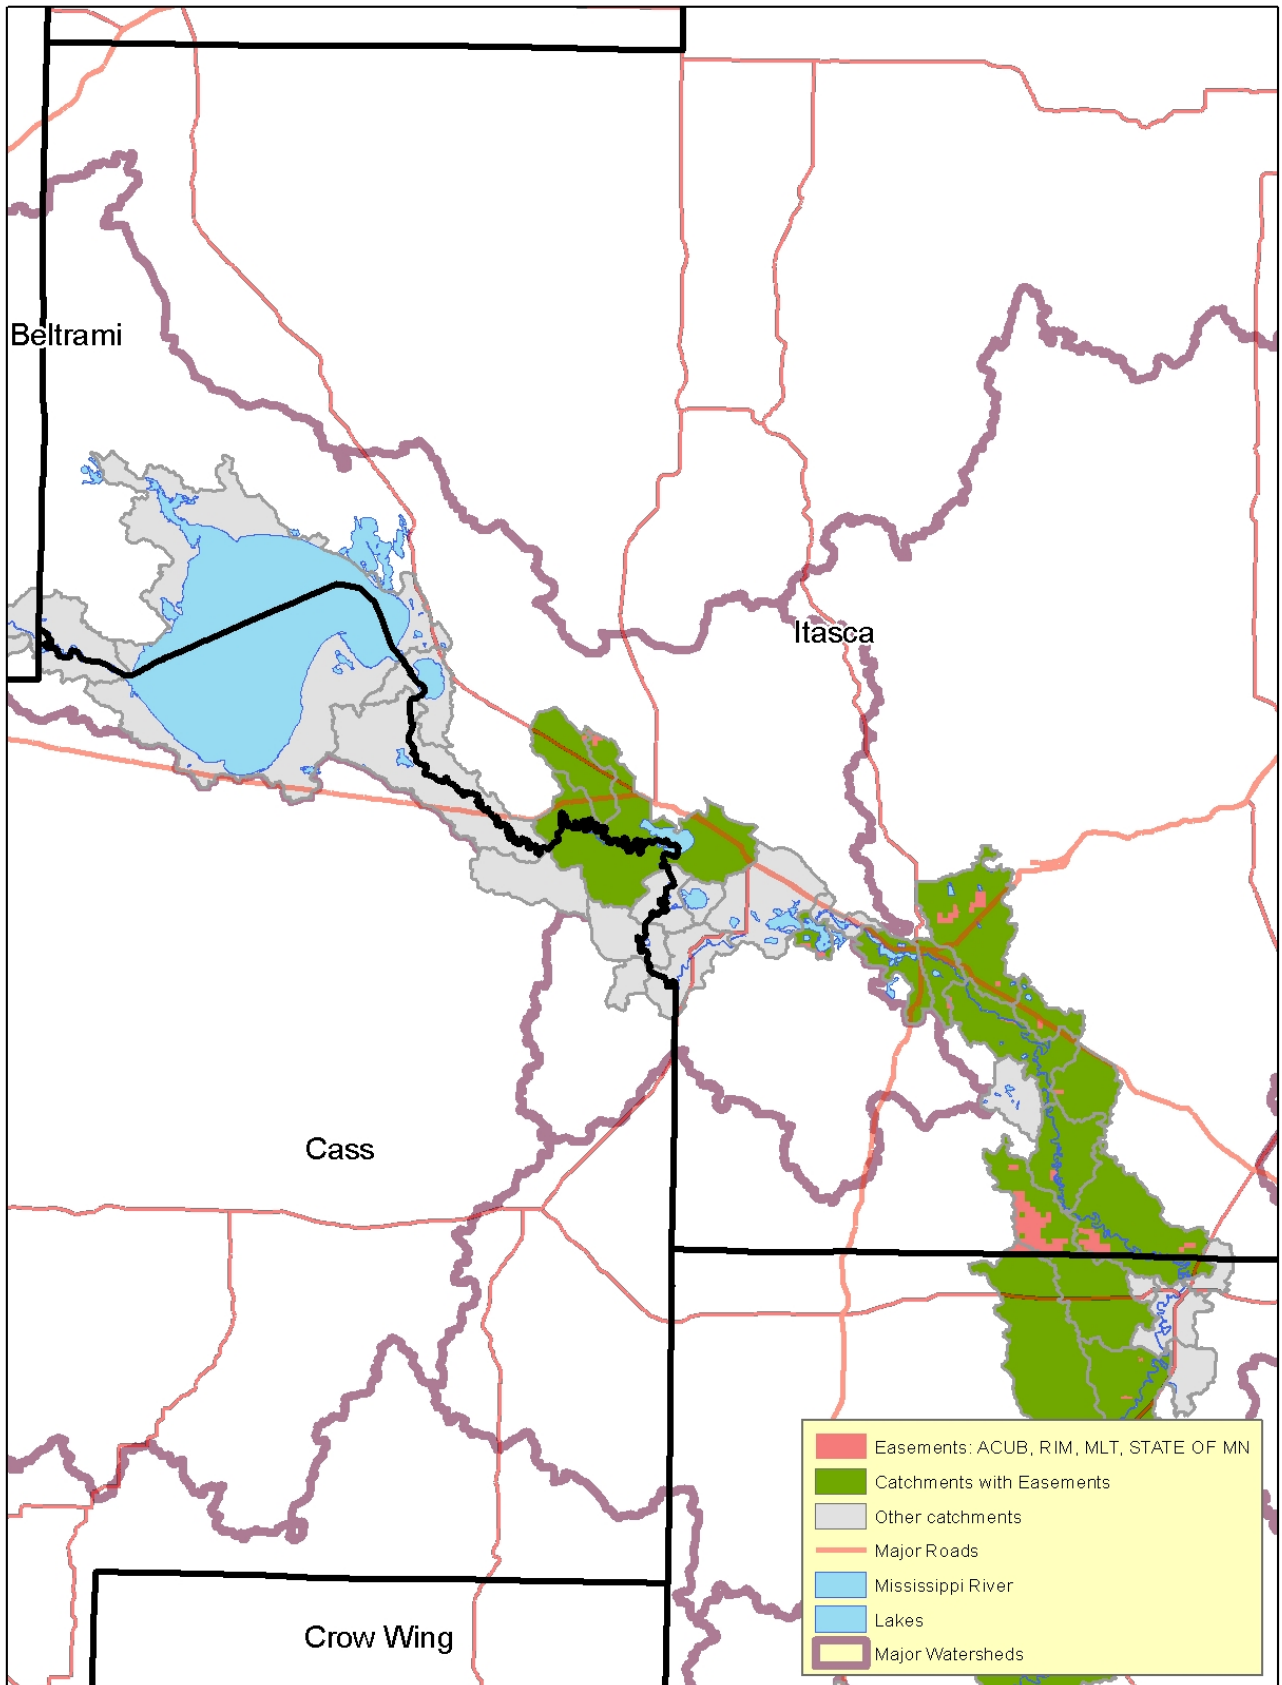 Beltrami
Itasca
Cass
Crow Wing
Easements: ACUB, RIM, MLT, STATE OF MN
Catchments with Easements
Other catchments
Major Roads
Mississippi River
Lakes
Major Watersheds